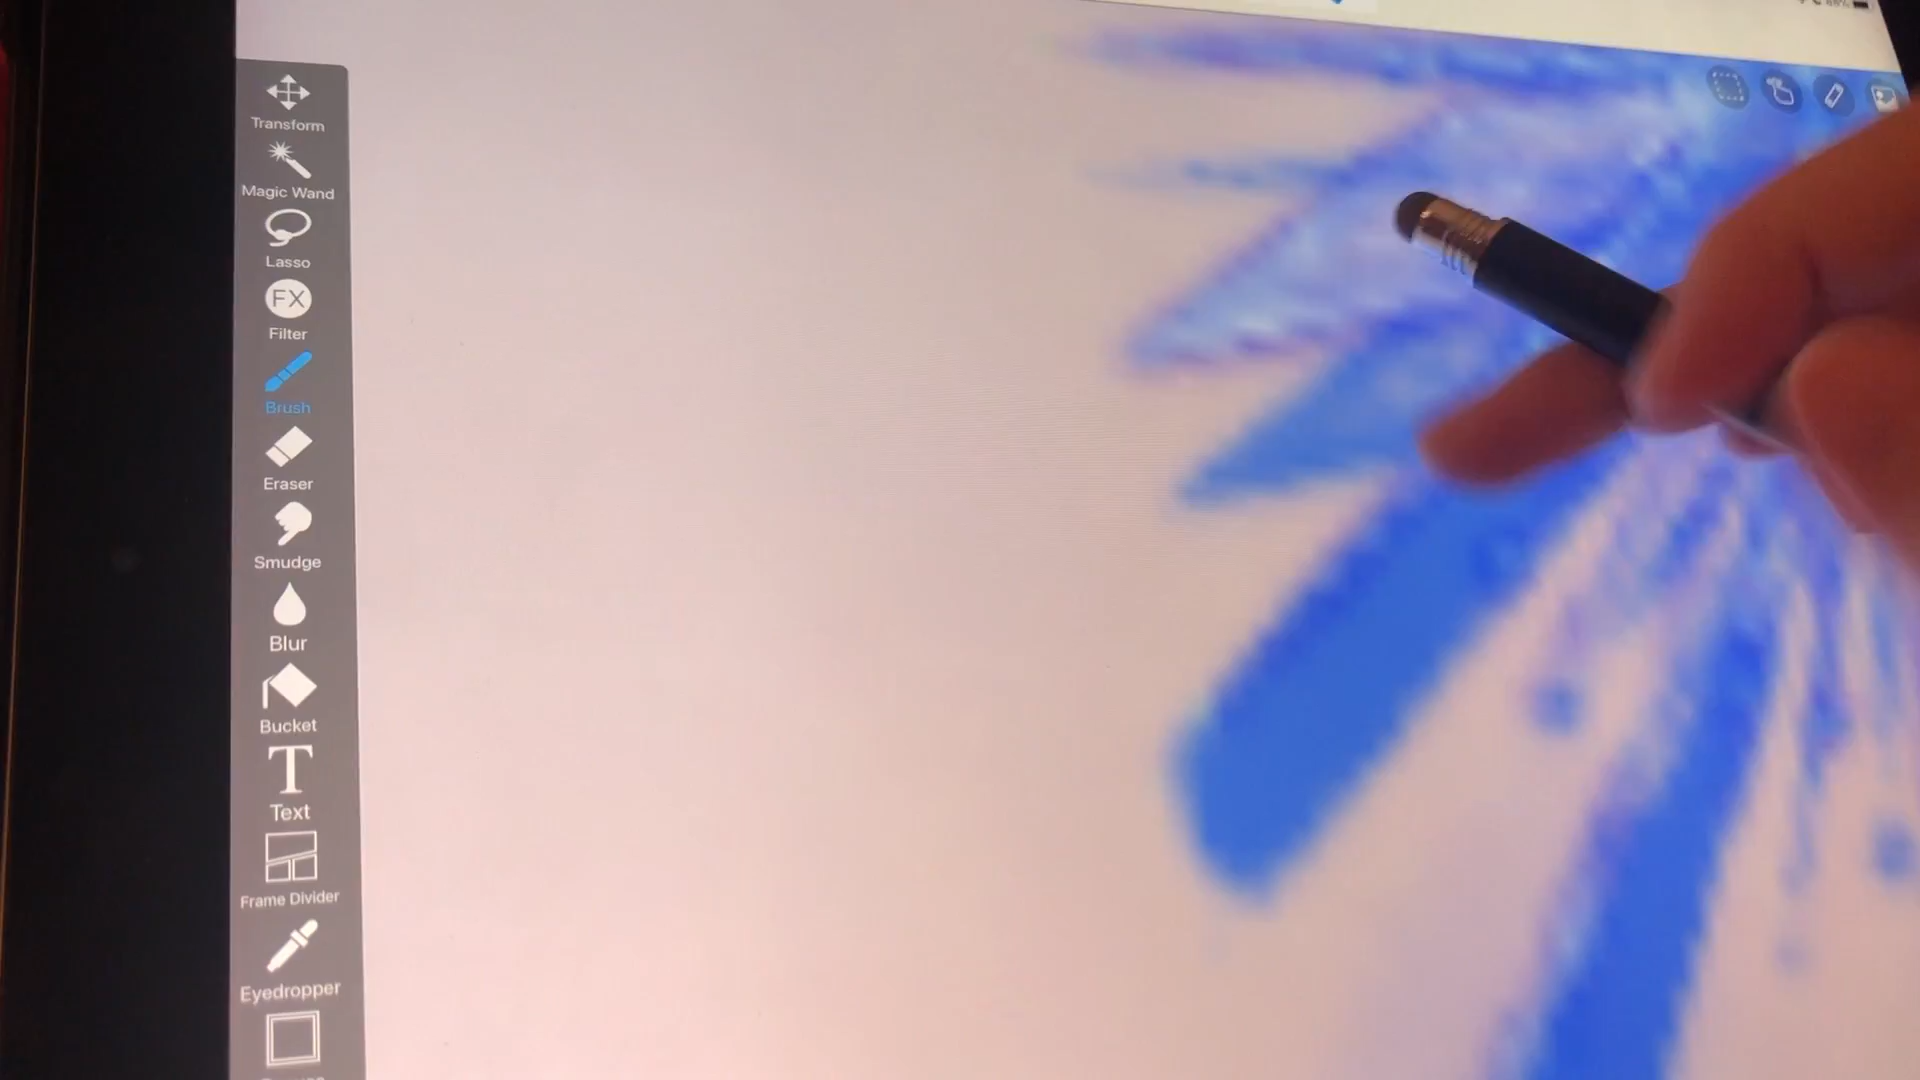 Transform
Magic Wand
Lasso
FX
Filter
Brush
Eraser
Smudge
Blur
Bucket
T
Text
Frame Divider
Eyedropper